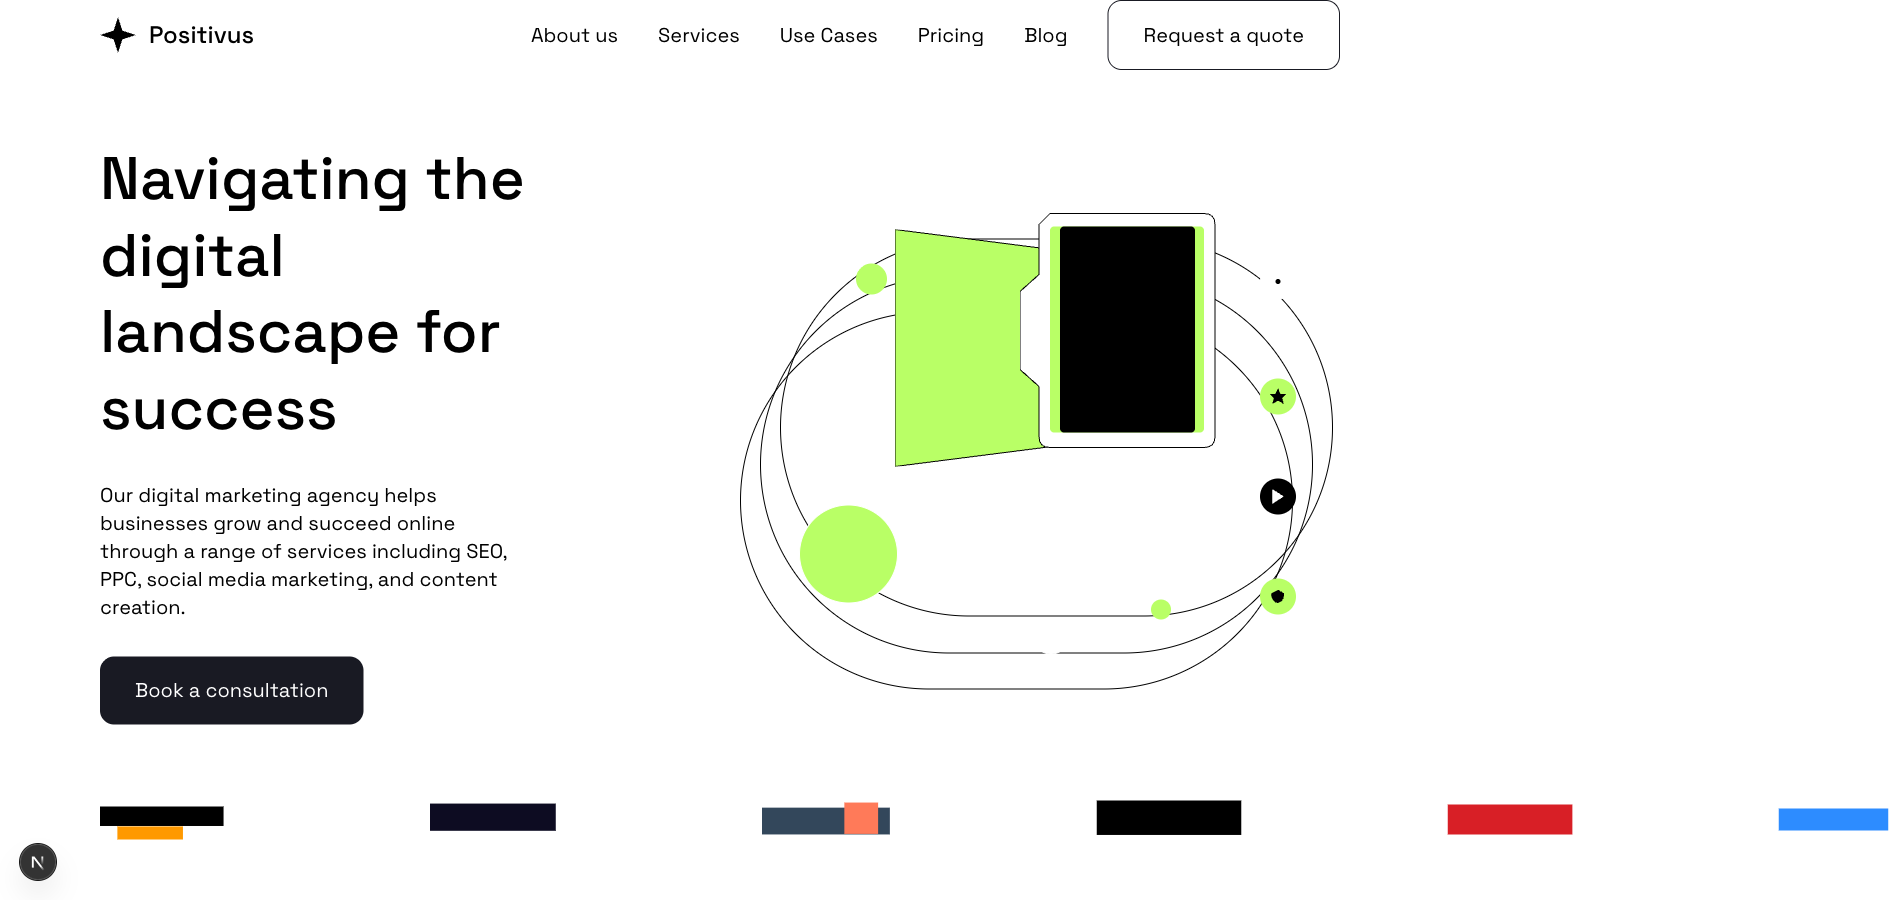 Positivus
About us
Services
Use Cases
Pricing
Blog
Request a quote
Navigating the
digital
landscape for
success
Our digital marketing agency helps
businesses grow and succeed online
through a range of services including SEO,
PPC, social media marketing, and content
creation.
Book a consultation
N